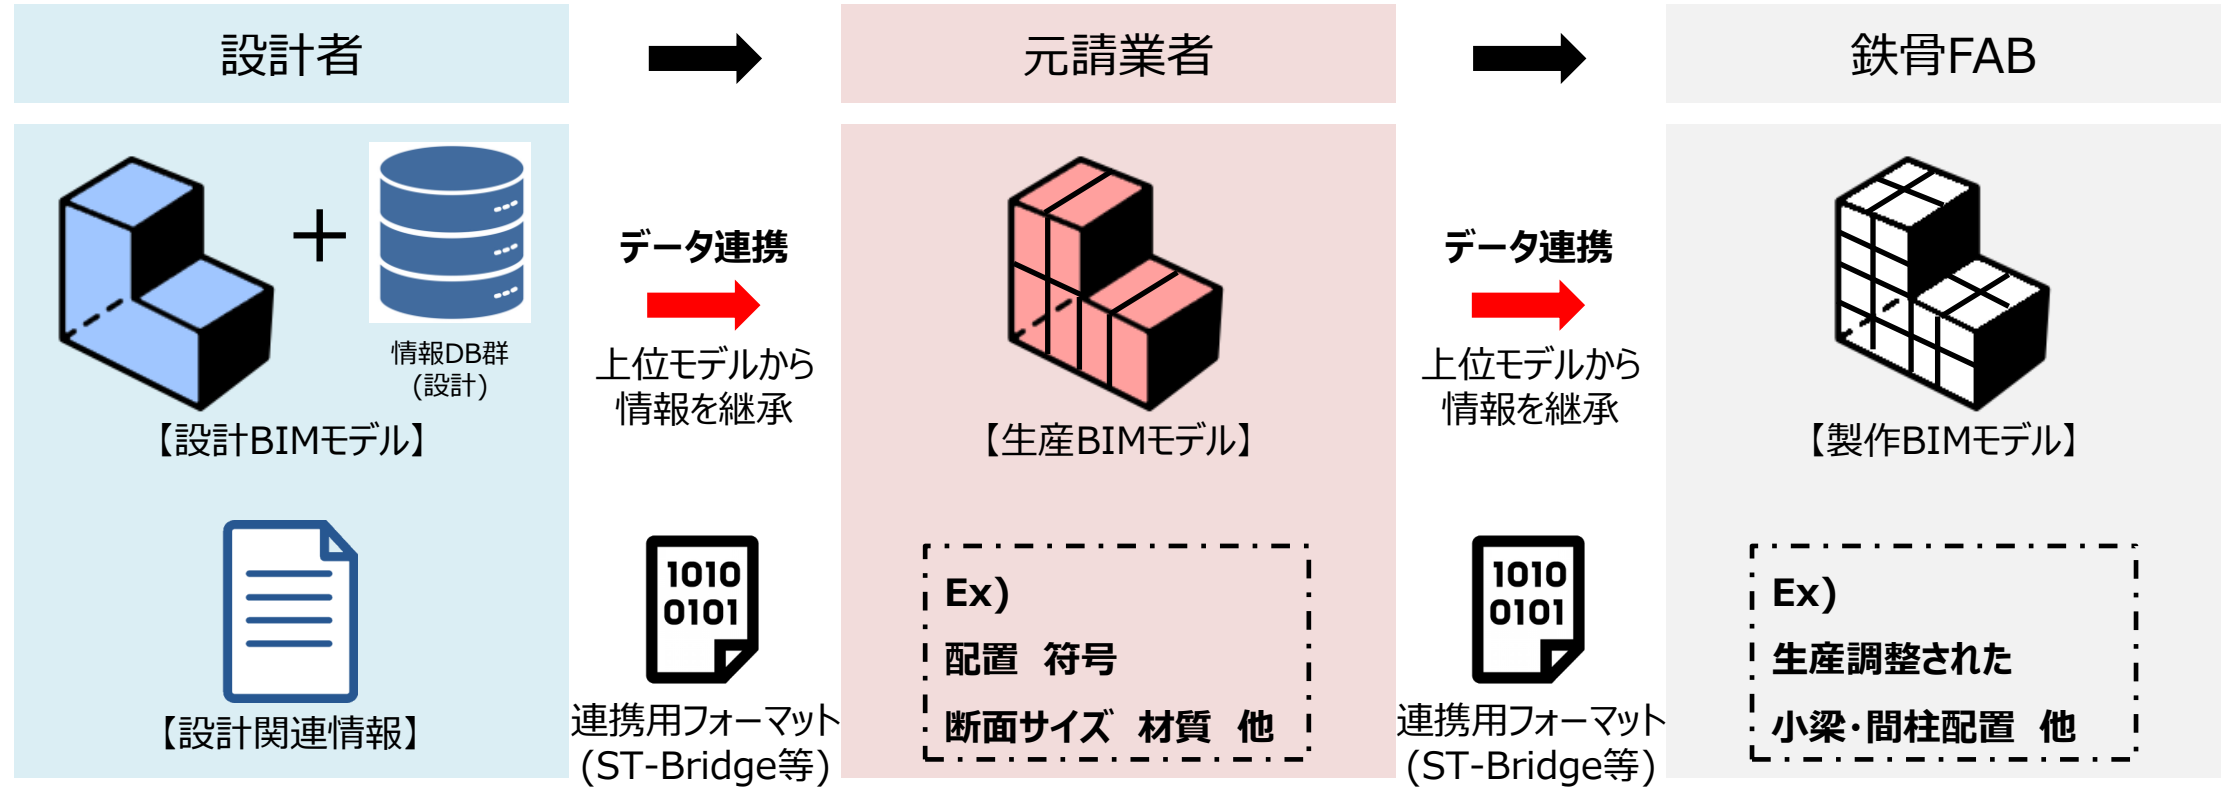 設計者
元請業者
鉄骨FAB
情報DB群
(設計)
【設計BIMモデル】
【設計関連情報】
データ連携
上位モデルから
情報を継承
1010
0101
連携用フォーマット
(ST-Bridge等)
【生産BIMモデル】
Ex)
配置 符号
断面サイズ 材質 他
データ連携
上位モデルから
情報を継承
1010
0101
連携用フォーマット
(ST-Bridge等)
【製作BIMモデル】
Ex)
生産調整された
小梁・間柱配置 他